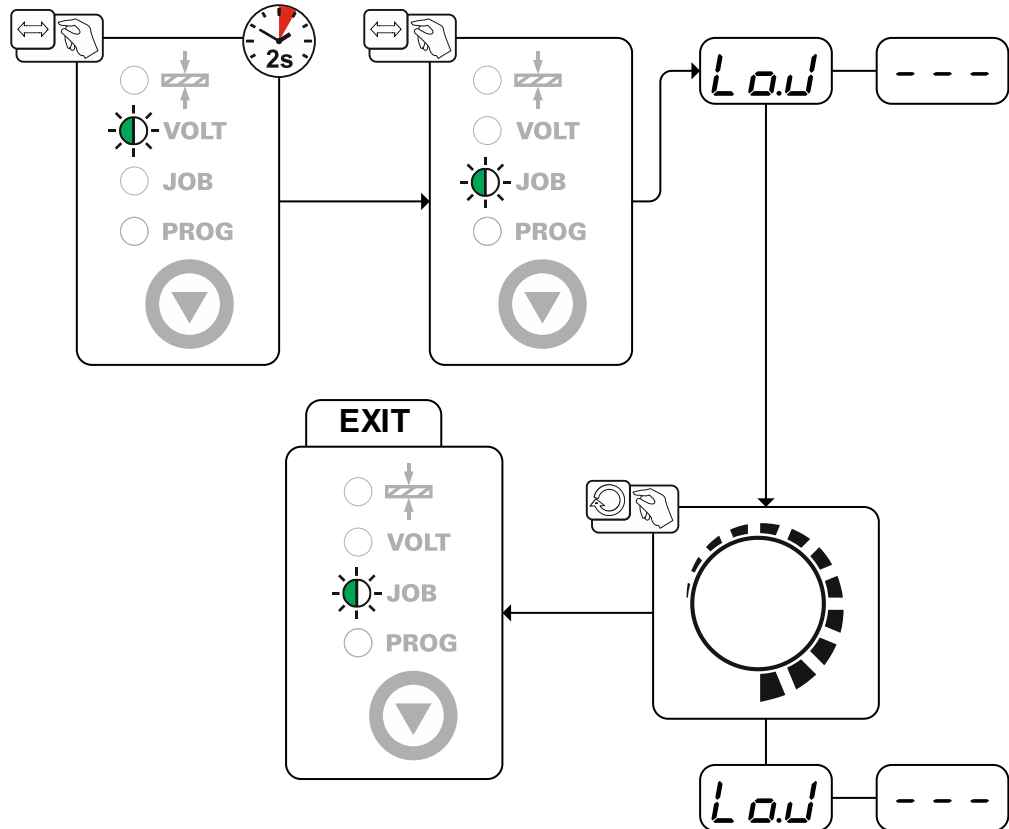 2s
VOLT
JOB
PROG
VOLT
JOB
PROG
Lo.J
- - -
EXIT
VOLT
JOB
PROG
Lo.J
- - -